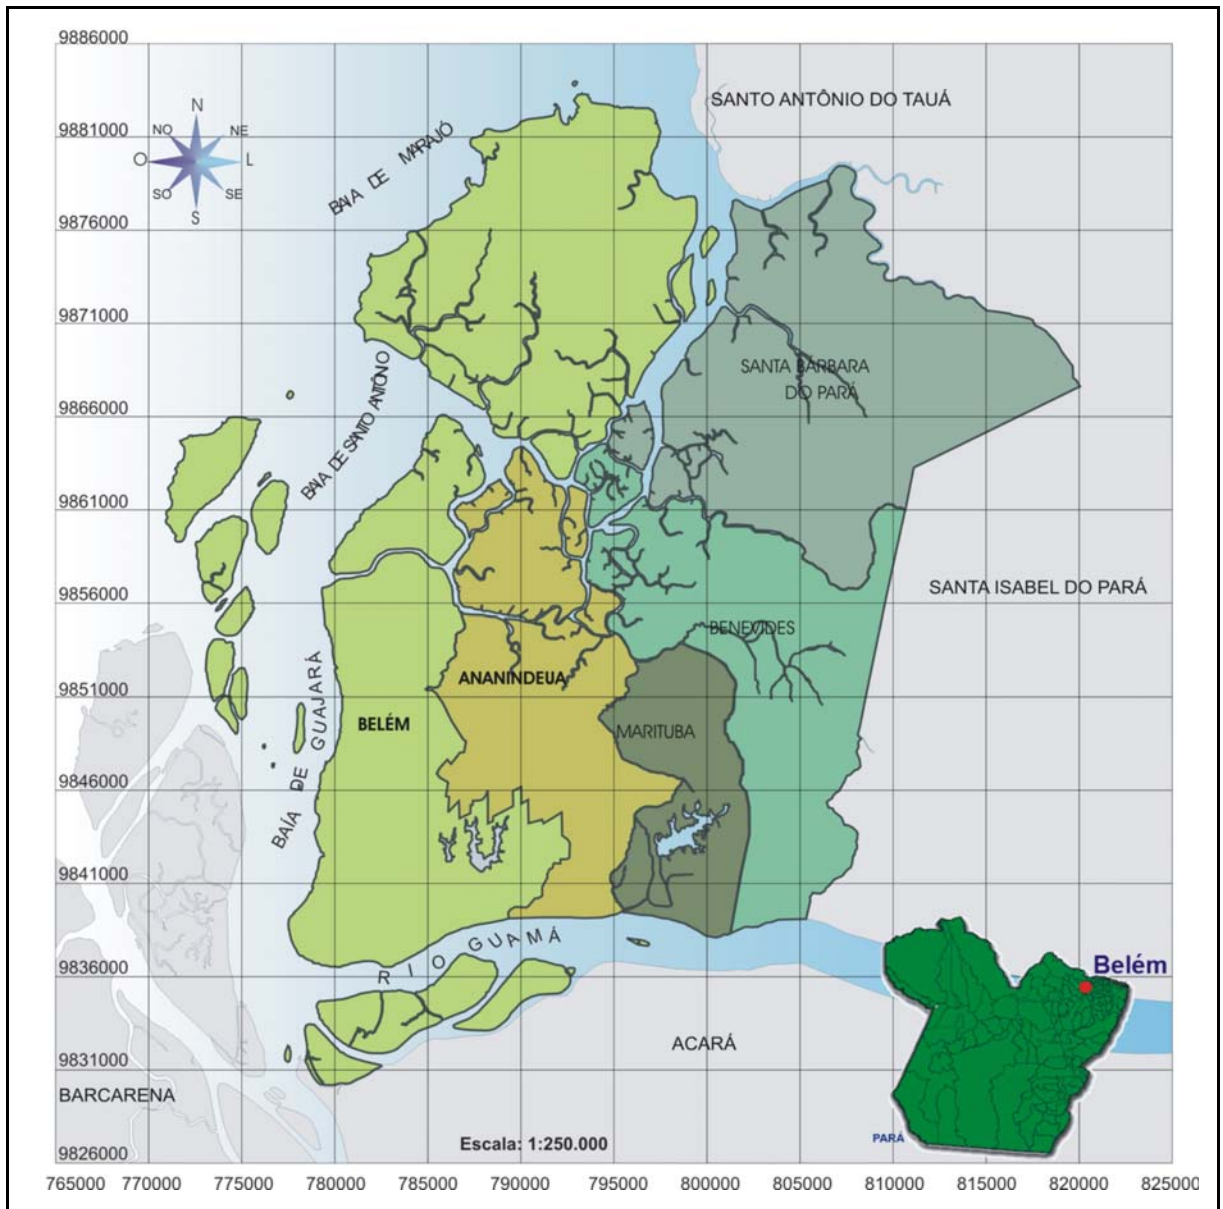 9886000
SANTO ANTÔNIO DO TAUÁ
N
NO
NE
9881000
O
L
SO
SE
S
BAIA DE MARAJÓ
9876000
9871000
SANTA BÁRBARA
DO PARÁ
BAIA DE SANTO ANTÔNIO
9866000
9861000
SANTA ISABEL DO PARÁ
9856000
BENEVIDES
ANANINDEUA
9851000
BAÍA DE GUAJARÁ
BELÉM
MARITUBA
9846000
9841000
RIO GUAMÁ
9836000
Belém
ACARÁ
9831000
BARCARENA
Escala: 1:250.000
PARÁ
9826000
765000 770000 775000 780000 785000 790000 795000 800000 805000 810000 815000 820000 825000